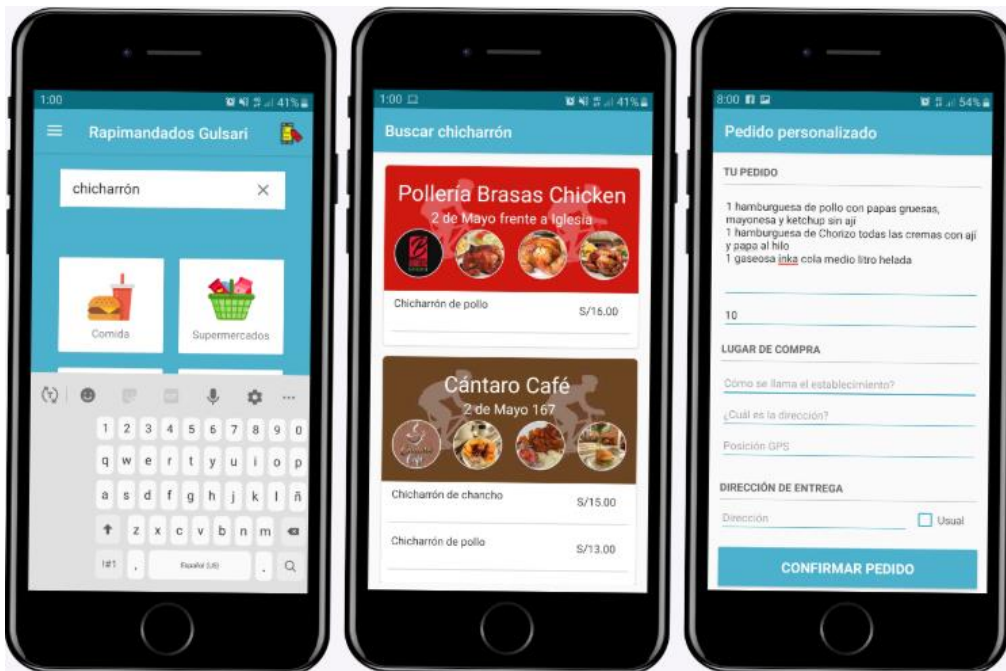 1:00
41%
Rapimandados Gulsari
chicharrón
Comida
Supermercados
1 2 3 4 5 6 7 8 9 0
q w e r t y u i o p
a s d f g h j k l ñ
z x c v b n m
!#1 , Español (US) .
1:00
41%
Buscar chicharrón
Pollería Brasas Chicken
2 de Mayo frente a Iglesia
Chicharrón de pollo S/16.00
Cántaro Café
2 de Mayo 167
Chicharrón de chancho S/15.00
Chicharrón de pollo S/13.00
8:00
54%
Pedido personalizado
TU PEDIDO
1 hamburguesa de pollo con papas gruesas,
mayonesa y ketchup sin ají
1 hamburguesa de Chorizo todas las cremas con ají
y papa al hilo
1 gaseosa inka cola medio litro helada
10
LUGAR DE COMPRA
Cómo se llama el establecimiento?
¿Cuál es la dirección?
Posición GPS
DIRECCIÓN DE ENTREGA
Dirección Usual
CONFIRMAR PEDIDO